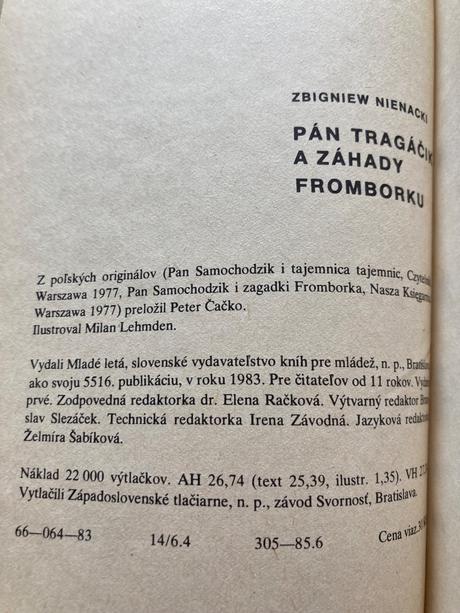 ZBIGNIEW NIENACKI
PÁN TRAGÁČIK
A ZÁHADY
FROMBORKU
Z poľských originálov (Pan Samochodzik i tajemnica tajemnic,
Warszawa 1977, Pan Samochodzik i zagadki Fromborka, Nasza
Warszawa 1977) preložil Peter Čačko.
Ilustroval Milan Lehmden.
Vydali Mladé letá, slovenské vydavateľstvo kníh pre mládež, n. p.,
ako svoju 5516. publikáciu, v roku 1983. Pre čitateľov od 11 rokov.
prvé. Zodpovedná redaktorka dr. Elena Račková. Výtvarný redaktor
slav Slezáček. Technická redaktorka Irena Závodná. Jazyková
Želmíra Šabíková.
Náklad 22 000 výtlačkov. AH 26,74 (text 25,39, ilustr. 1,35). VH
Vytlačili Západoslovenské tlačiarne, n. p., závod Svornosť, Bratislava.
66—064—83 14/6.4 305—85.6 Cena viaz.